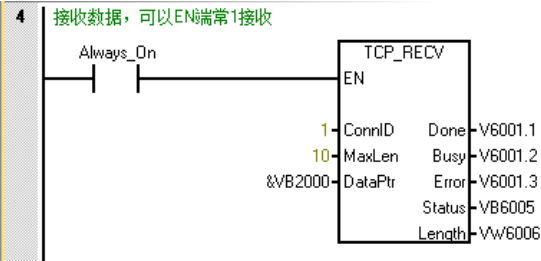 4 接收数据，可以EN端常1接收
Always_On TCP_RECV
EN
1 ConnID Done V6001.1
10 MaxLen Busy V6001.2
&VB2000 DataPtr Error V6001.3
Status VB6005
Length VW6006